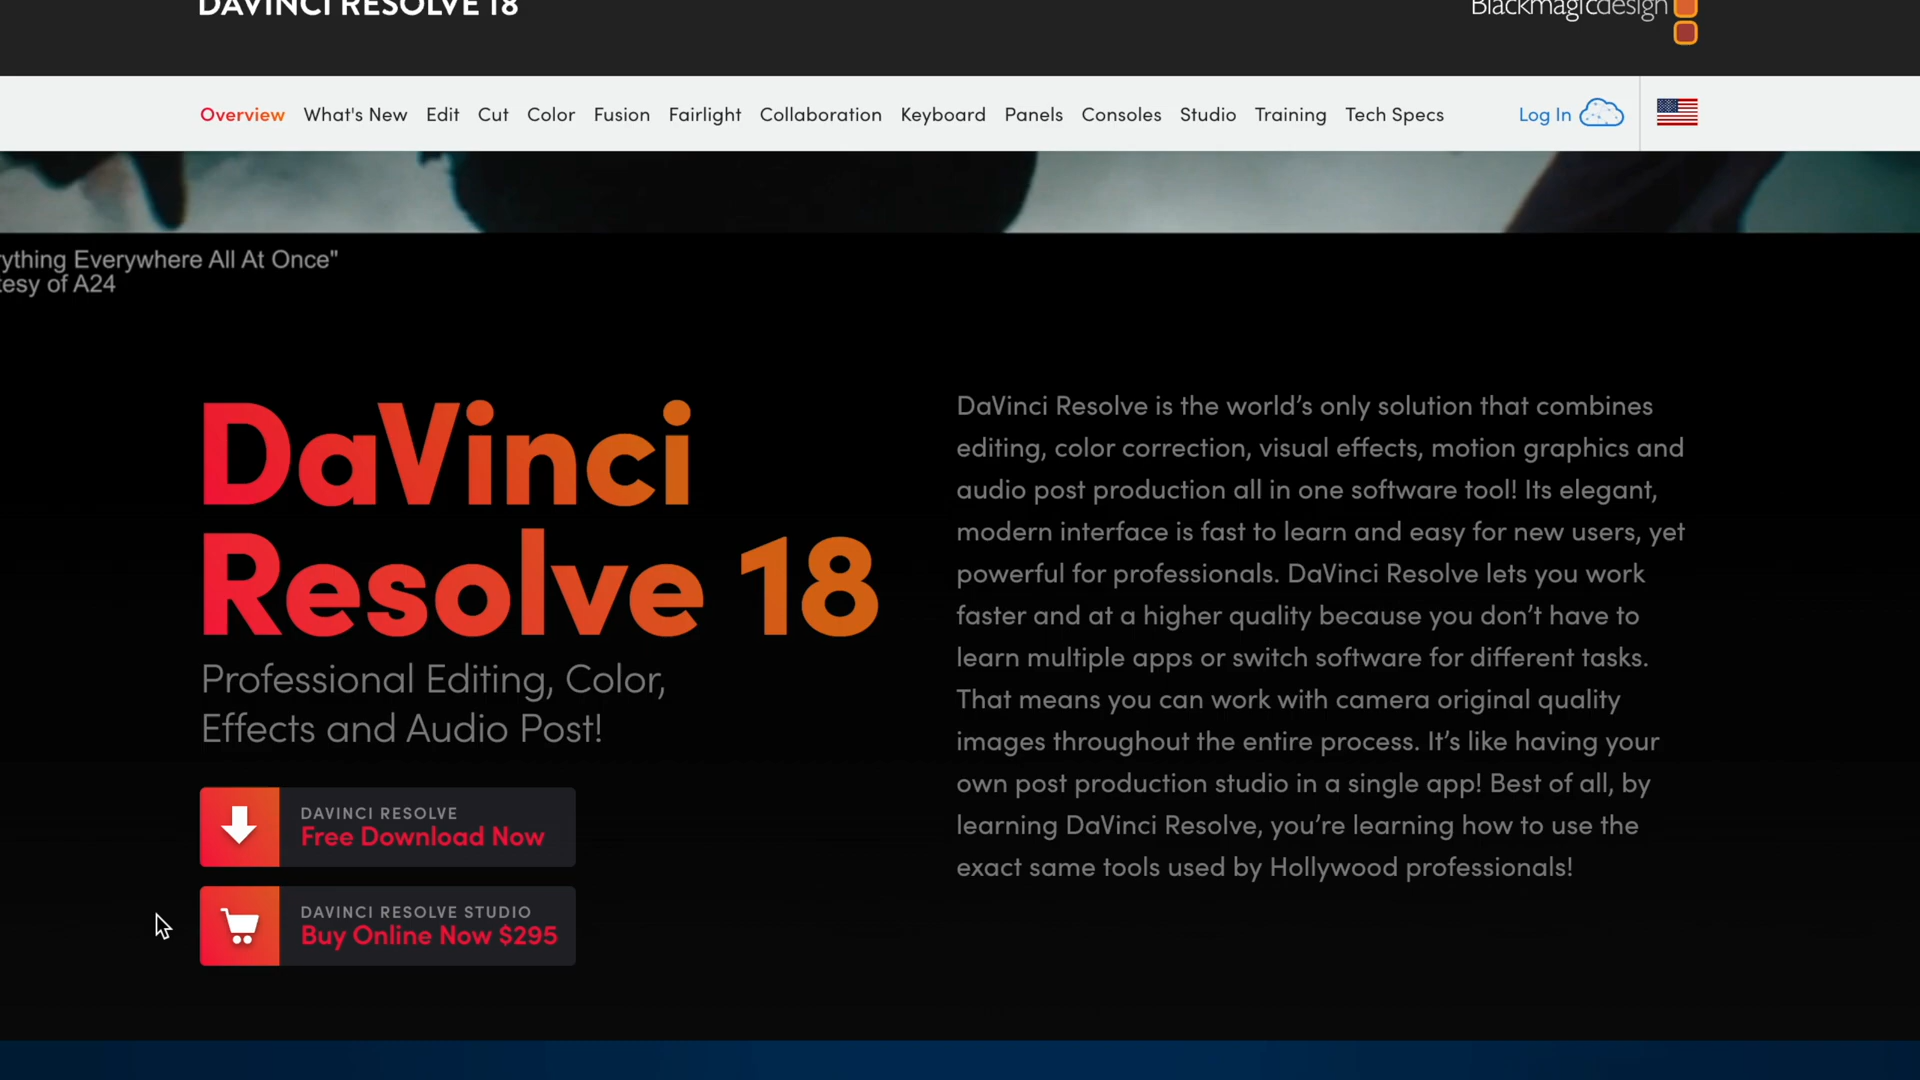 DAVINCI RESOLVE 18
Blackmagicdesign
Overview What's New Edit Cut Color Fusion Fairlight Collaboration Keyboard Panels Consoles Studio Training Tech Specs Log In
ything Everywhere All At Once"
tesy of A24
DaVinci
Resolve 18
Professional Editing, Color,
Effects and Audio Post!
DAVINCI RESOLVE
Free Download Now
DAVINCI RESOLVE STUDIO
Buy Online Now $295
DaVinci Resolve is the world’s only solution that combines
editing, color correction, visual effects, motion graphics and
audio post production all in one software tool! Its elegant,
modern interface is fast to learn and easy for new users, yet
powerful for professionals. DaVinci Resolve lets you work
faster and at a higher quality because you don’t have to
learn multiple apps or switch software for different tasks.
That means you can work with camera original quality
images throughout the entire process. It’s like having your
own post production studio in a single app! Best of all, by
learning DaVinci Resolve, you’re learning how to use the
exact same tools used by Hollywood professionals!